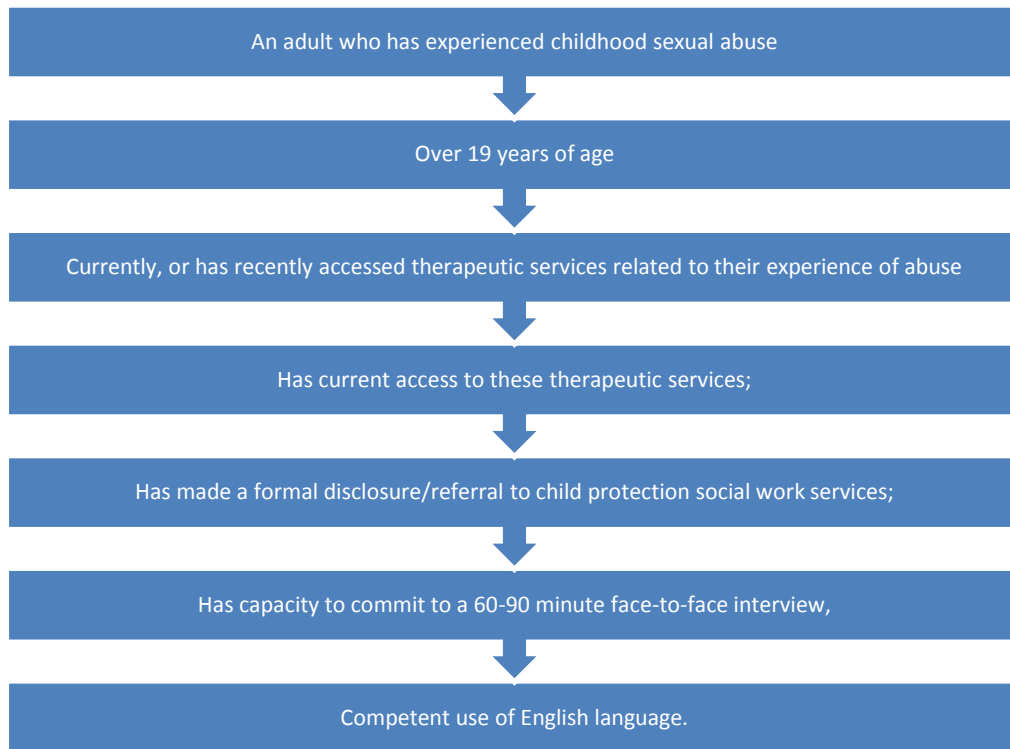 An adult who has experienced childhood sexual abuse
Over 19 years of age
Currently, or has recently accessed therapeutic services related to their experience of abuse
Has current access to these therapeutic services;
Has made a formal disclosure/referral to child protection social work services;
Has capacity to commit to a 60-90 minute face-to-face interview,
Competent use of English language.